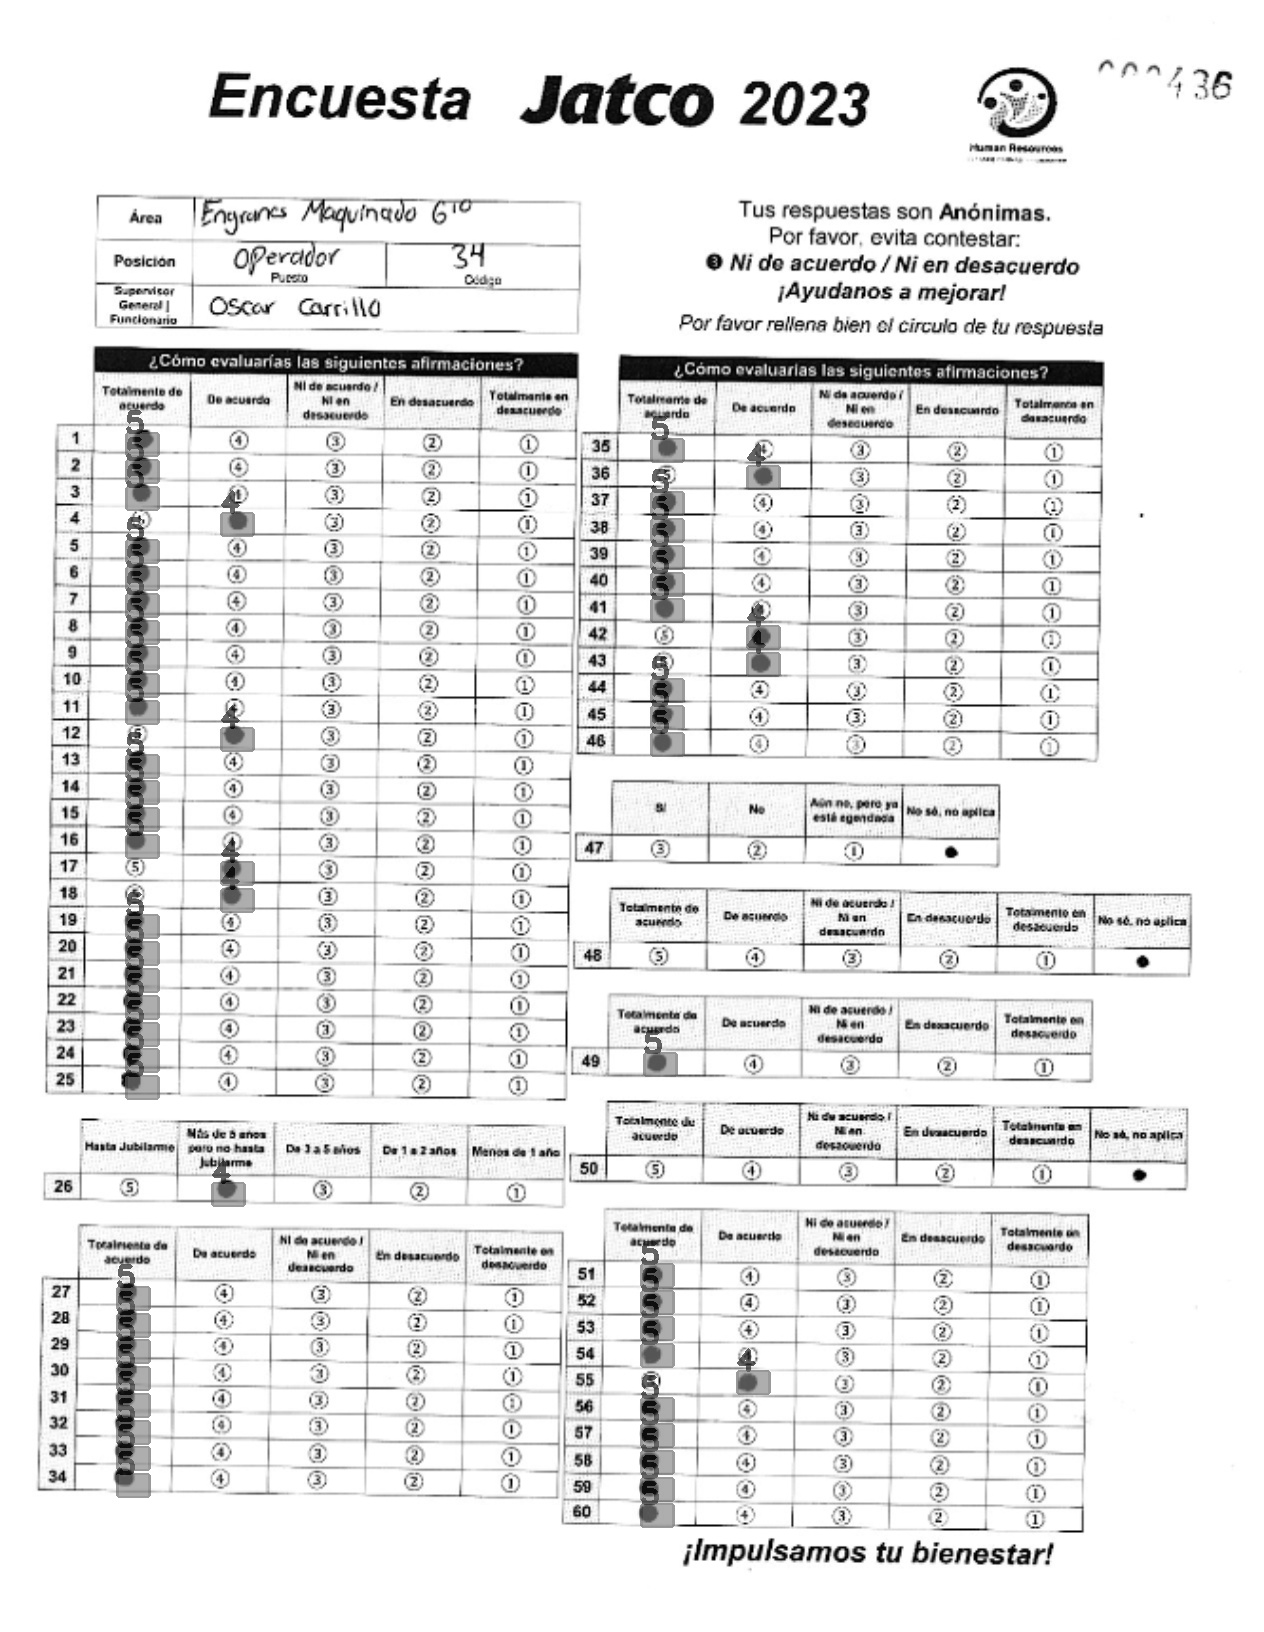 Encuesta Jatco 2023
Human Resources
436
Área Engranes Maquinado 6to
Posición Operador 34
Puesto Código
Supervisor General | Funcionario Oscar Carrillo
Tus respuestas son Anónimas.
Por favor, evita contestar:
❸ Ni de acuerdo / Ni en desacuerdo
¡Ayudanos a mejorar!
Por favor rellena bien el circulo de tu respuesta
¿Cómo evaluarías las siguientes afirmaciones?
Totalmente de acuerdo De acuerdo Ni de acuerdo / Ni en desacuerdo En desacuerdo Totalmente en desacuerdo
1 5 ④ ③ ② ①
2 5 ④ ③ ② ①
3 5 ④ ③ ② ①
4 4 ③ ② ①
5 5 ④ ③ ② ①
6 5 ④ ③ ② ①
7 5 ④ ③ ② ①
8 5 ④ ③ ② ①
9 5 ④ ③ ② ①
10 5 ④ ③ ② ①
11 5 ④ ③ ② ①
12 ⑤ 4 ③ ② ①
13 5 ④ ③ ② ①
14 5 ④ ③ ② ①
15 5 ④ ③ ② ①
16 5 ④ ③ ② ①
17 ⑤ 4 ③ ② ①
18 4 ③ ② ①
19 5 ④ ③ ② ①
20 5 ④ ③ ② ①
21 5 ④ ③ ② ①
22 5 ④ ③ ② ①
23 5 ④ ③ ② ①
24 5 ④ ③ ② ①
25 5 ④ ③ ② ①
Hasta Jubilarme Más de 5 años pero no hasta Jubilarme De 3 a 5 años De 1 a 2 años Menos de 1 año
26 ⑤ 4 ③ ② ①
Totalmente de acuerdo De acuerdo Ni de acuerdo / Ni en desacuerdo En desacuerdo Totalmente en desacuerdo
27 5 ④ ③ ② ①
28 5 ④ ③ ② ①
29 5 ④ ③ ② ①
30 5 ④ ③ ② ①
31 5 ④ ③ ② ①
32 5 ④ ③ ② ①
33 5 ④ ③ ② ①
34 5 ④ ③ ② ①
¿Cómo evaluarías las siguientes afirmaciones?
Totalmente de acuerdo De acuerdo Ni de acuerdo / Ni en desacuerdo En desacuerdo Totalmente en desacuerdo
35 5 ④ ③ ② ①
36 ⑤ 4 ③ ② ①
37 5 ④ ③ ② ①
38 5 ④ ③ ② ①
39 5 ④ ③ ② ①
40 5 ④ ③ ② ①
41 5 ④ ③ ② ①
42 ⑤ 4 ③ ② ①
43 ⑤ 4 ③ ② ①
44 5 ④ ③ ② ①
45 5 ④ ③ ② ①
46 5 ④ ③ ② ①
Sí No Aún no, pero ya está agendada No sé, no aplica
47 ③ ② ① ●
Totalmente de acuerdo De acuerdo Ni de acuerdo / Ni en desacuerdo En desacuerdo Totalmente en desacuerdo No sé, no aplica
48 ⑤ ④ ③ ② ① ●
Totalmente de acuerdo De acuerdo Ni de acuerdo / Ni en desacuerdo En desacuerdo Totalmente en desacuerdo
49 5 ④ ③ ② ①
Totalmente de acuerdo De acuerdo Ni de acuerdo / Ni en desacuerdo En desacuerdo Totalmente en desacuerdo No sé, no aplica
50 ⑤ ④ ③ ② ① ●
Totalmente de acuerdo De acuerdo Ni de acuerdo / Ni en desacuerdo En desacuerdo Totalmente en desacuerdo
51 5 ④ ③ ② ①
52 5 ④ ③ ② ①
53 5 ④ ③ ② ①
54 5 ④ ③ ② ①
55 4 ③ ② ①
56 5 ④ ③ ② ①
57 5 ④ ③ ② ①
58 5 ④ ③ ② ①
59 5 ④ ③ ② ①
60 5 ④ ③ ② ①
¡Impulsamos tu bienestar!